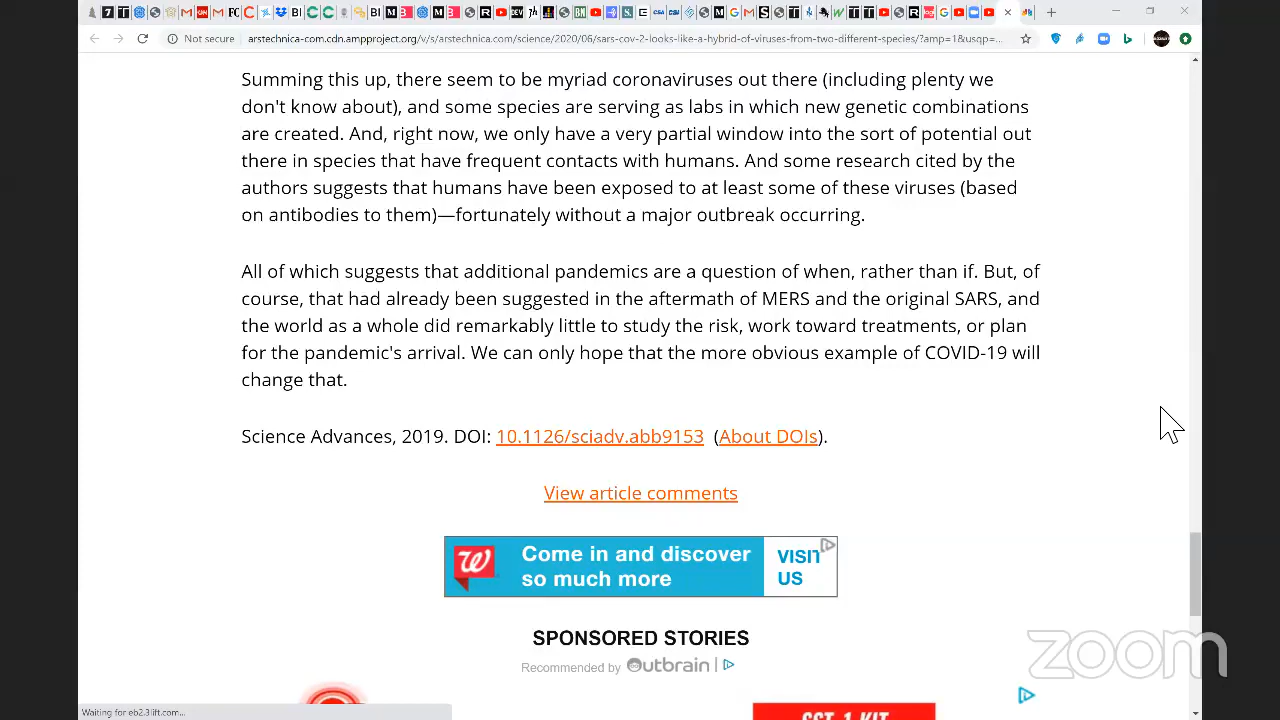 Not secure
arstechnica-com.cdn.ampproject.org/v/s/arstechnica.com/science/2020/06/sars-cov-2-looks-like-a-hybrid-of-viruses-from-two-different-species/?amp=1&usqp...
Summing this up, there seem to be myriad coronaviruses out there (including plenty we
don't know about), and some species are serving as labs in which new genetic combinations
are created. And, right now, we only have a very partial window into the sort of potential out
there in species that have frequent contacts with humans. And some research cited by the
authors suggests that humans have been exposed to at least some of these viruses (based
on antibodies to them)—fortunately without a major outbreak occurring.
All of which suggests that additional pandemics are a question of when, rather than if. But, of
course, that had already been suggested in the aftermath of MERS and the original SARS, and
the world as a whole did remarkably little to study the risk, work toward treatments, or plan
for the pandemic's arrival. We can only hope that the more obvious example of COVID-19 will
change that.
Science Advances, 2019. DOI: 10.1126/sciadv.abb9153 (About DOIs).
View article comments
Come in and discover
so much more
VISIT
US
SPONSORED STORIES
Recommended by Outbrain
zoom
Waiting for eb2.3lift.com...